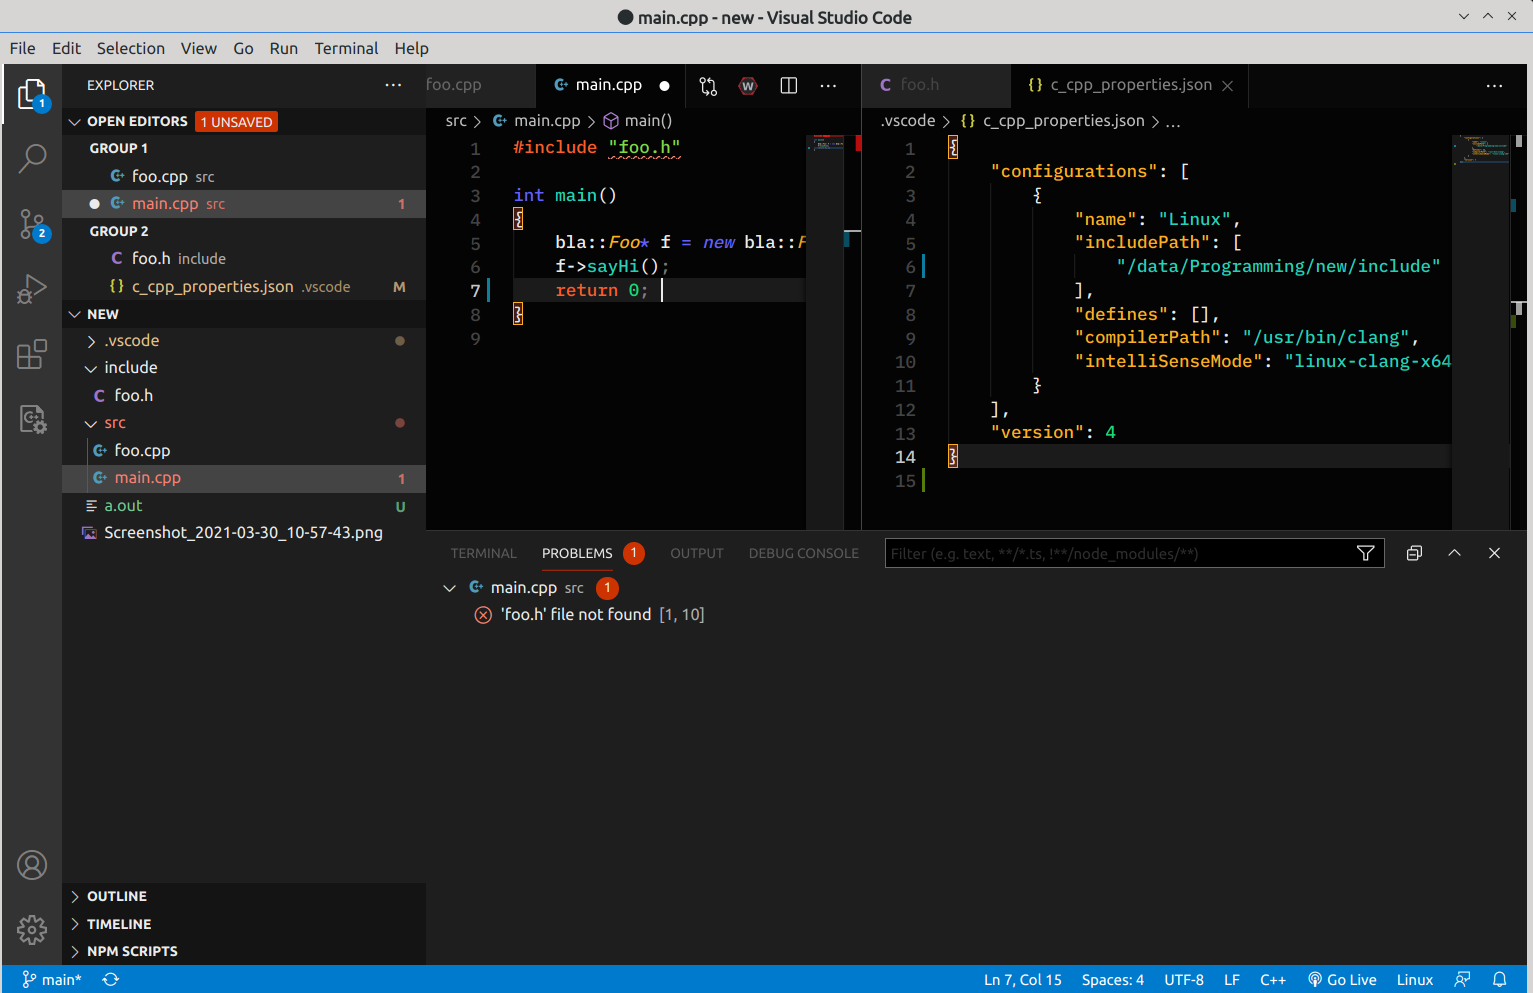 main.cpp - new - Visual Studio Code
File Edit Selection View Go Run Terminal Help
EXPLORER
OPEN EDITORS 1 UNSAVED
GROUP 1
foo.cpp src
main.cpp src 1
GROUP 2
foo.h include
{} c_cpp_properties.json .vscode M
NEW
.vscode
include
C foo.h
src
foo.cpp
main.cpp 1
a.out U
Screenshot_2021-03-30_10-57-43.png
OUTLINE
TIMELINE
NPM SCRIPTS
1
2
foo.cpp
main.cpp
W
src > main.cpp > main()
1 #include "foo.h"
2
3 int main()
4 {
5 bla::Foo* f = new bla::F
6 f->sayHi();
7 return 0;
8 }
9
C foo.h
{} c_cpp_properties.json
.vscode > {} c_cpp_properties.json > ...
1 {
2 "configurations": [
3 {
4 "name": "Linux",
5 "includePath": [
6 "/data/Programming/new/include"
7 ],
8 "defines": [],
9 "compilerPath": "/usr/bin/clang",
10 "intelliSenseMode": "linux-clang-x64
11 }
12 ],
13 "version": 4
14 }
15
TERMINAL PROBLEMS 1 OUTPUT DEBUG CONSOLE
Filter (e.g. text, **/*.ts, !**/node_modules/**)
main.cpp src 1
'foo.h' file not found [1, 10]
main* Ln 7, Col 15 Spaces: 4 UTF-8 LF C++ Go Live Linux